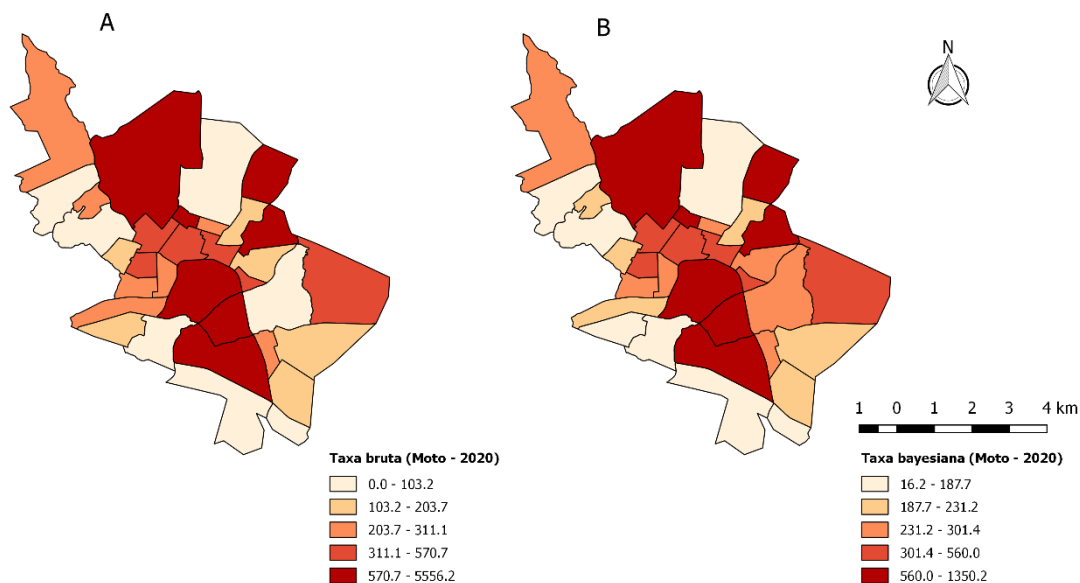 A
B
N
1 0 1 2 3 4 km
Taxa bruta (Moto - 2020)
0.0 - 103.2
103.2 - 203.7
203.7 - 311.1
311.1 - 570.7
570.7 - 5556.2
Taxa bayesiana (Moto - 2020)
16.2 - 187.7
187.7 - 231.2
231.2 - 301.4
301.4 - 560.0
560.0 - 1350.2